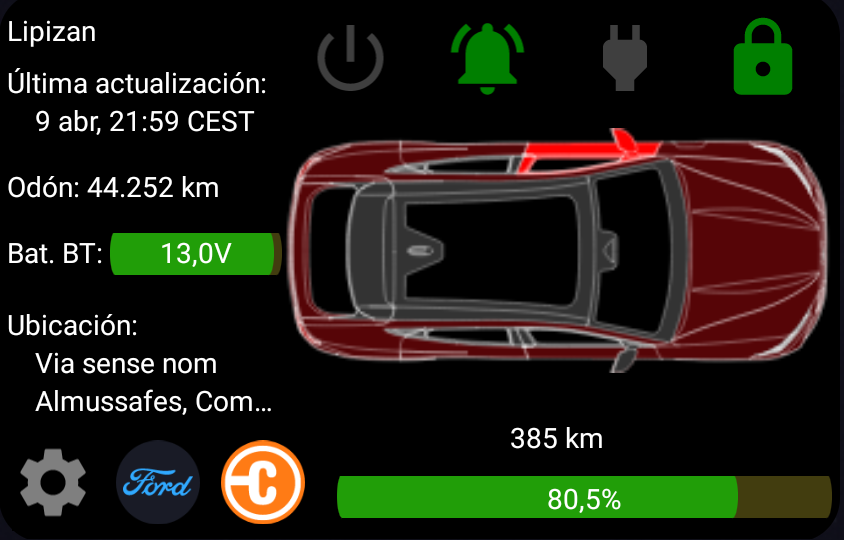 Lipizan
Última actualización:
9 abr, 21:59 CEST
Odón: 44.252 km
Bat. BT: 13,0V
Ubicación:
Via sense nom
Almussafes, Com…
Ford
C
385 km
80,5%